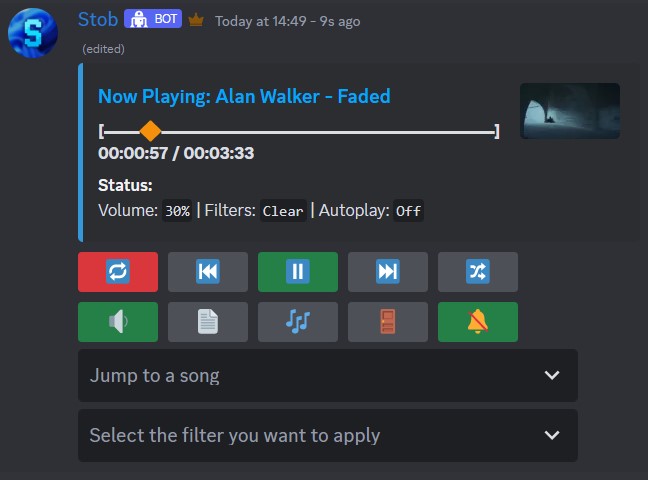 Stob BOT Today at 14:49 - 9s ago
(edited)
Now Playing: Alan Walker - Faded
[ ]
00:00:57 / 00:03:33
Status:
Volume: 30% | Filters: Clear | Autoplay: Off
Jump to a song
Select the filter you want to apply